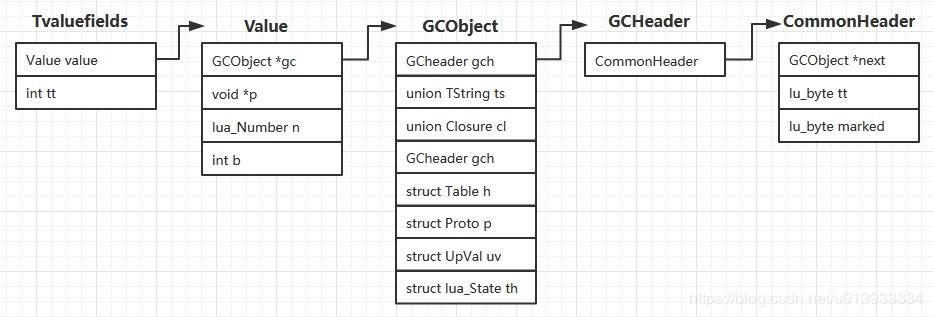 Tvaluefields
Value value
int tt
Value
GCObject *gc
void *p
lua_Number n
int b
GCObject
GCheader gch
union TString ts
union Closure cl
GCheader gch
struct Table h
struct Proto p
struct UpVal uv
struct lua_State th
GCHeader
CommonHeader
CommonHeader
GCObject *next
lu_byte tt
lu_byte marked
https://blog.csdn.net/u013933334